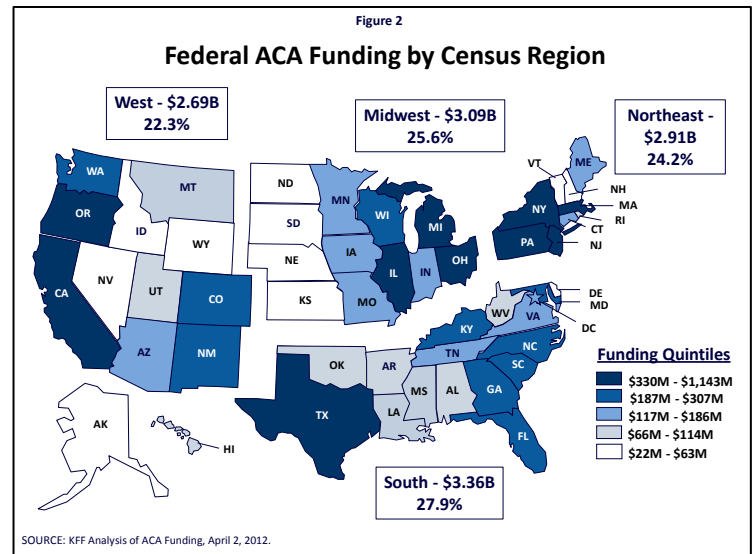 Figure 2
Federal ACA Funding by Census Region
West - $2.69B
22.3%
Midwest - $3.09B
25.6%
Northeast -
$2.91B
24.2%
WA
MT
ND
MN
VT
ME
NH
OR
ID
SD
WI
MI
NY
MA
RI
WY
CT
PA
NJ
NV
NE
IA
IL
IN
OH
CA
UT
CO
KS
MO
WV
VA
DE
MD
DC
KY
AZ
NM
OK
AR
TN
NC
SC
MS
AL
GA
TX
LA
FL
AK
HI
Funding Quintiles
$330M - $1,143M
$187M - $307M
$117M - $186M
$66M - $114M
$22M - $63M
South - $3.36B
27.9%
SOURCE: KFF Analysis of ACA Funding, April 2, 2012.